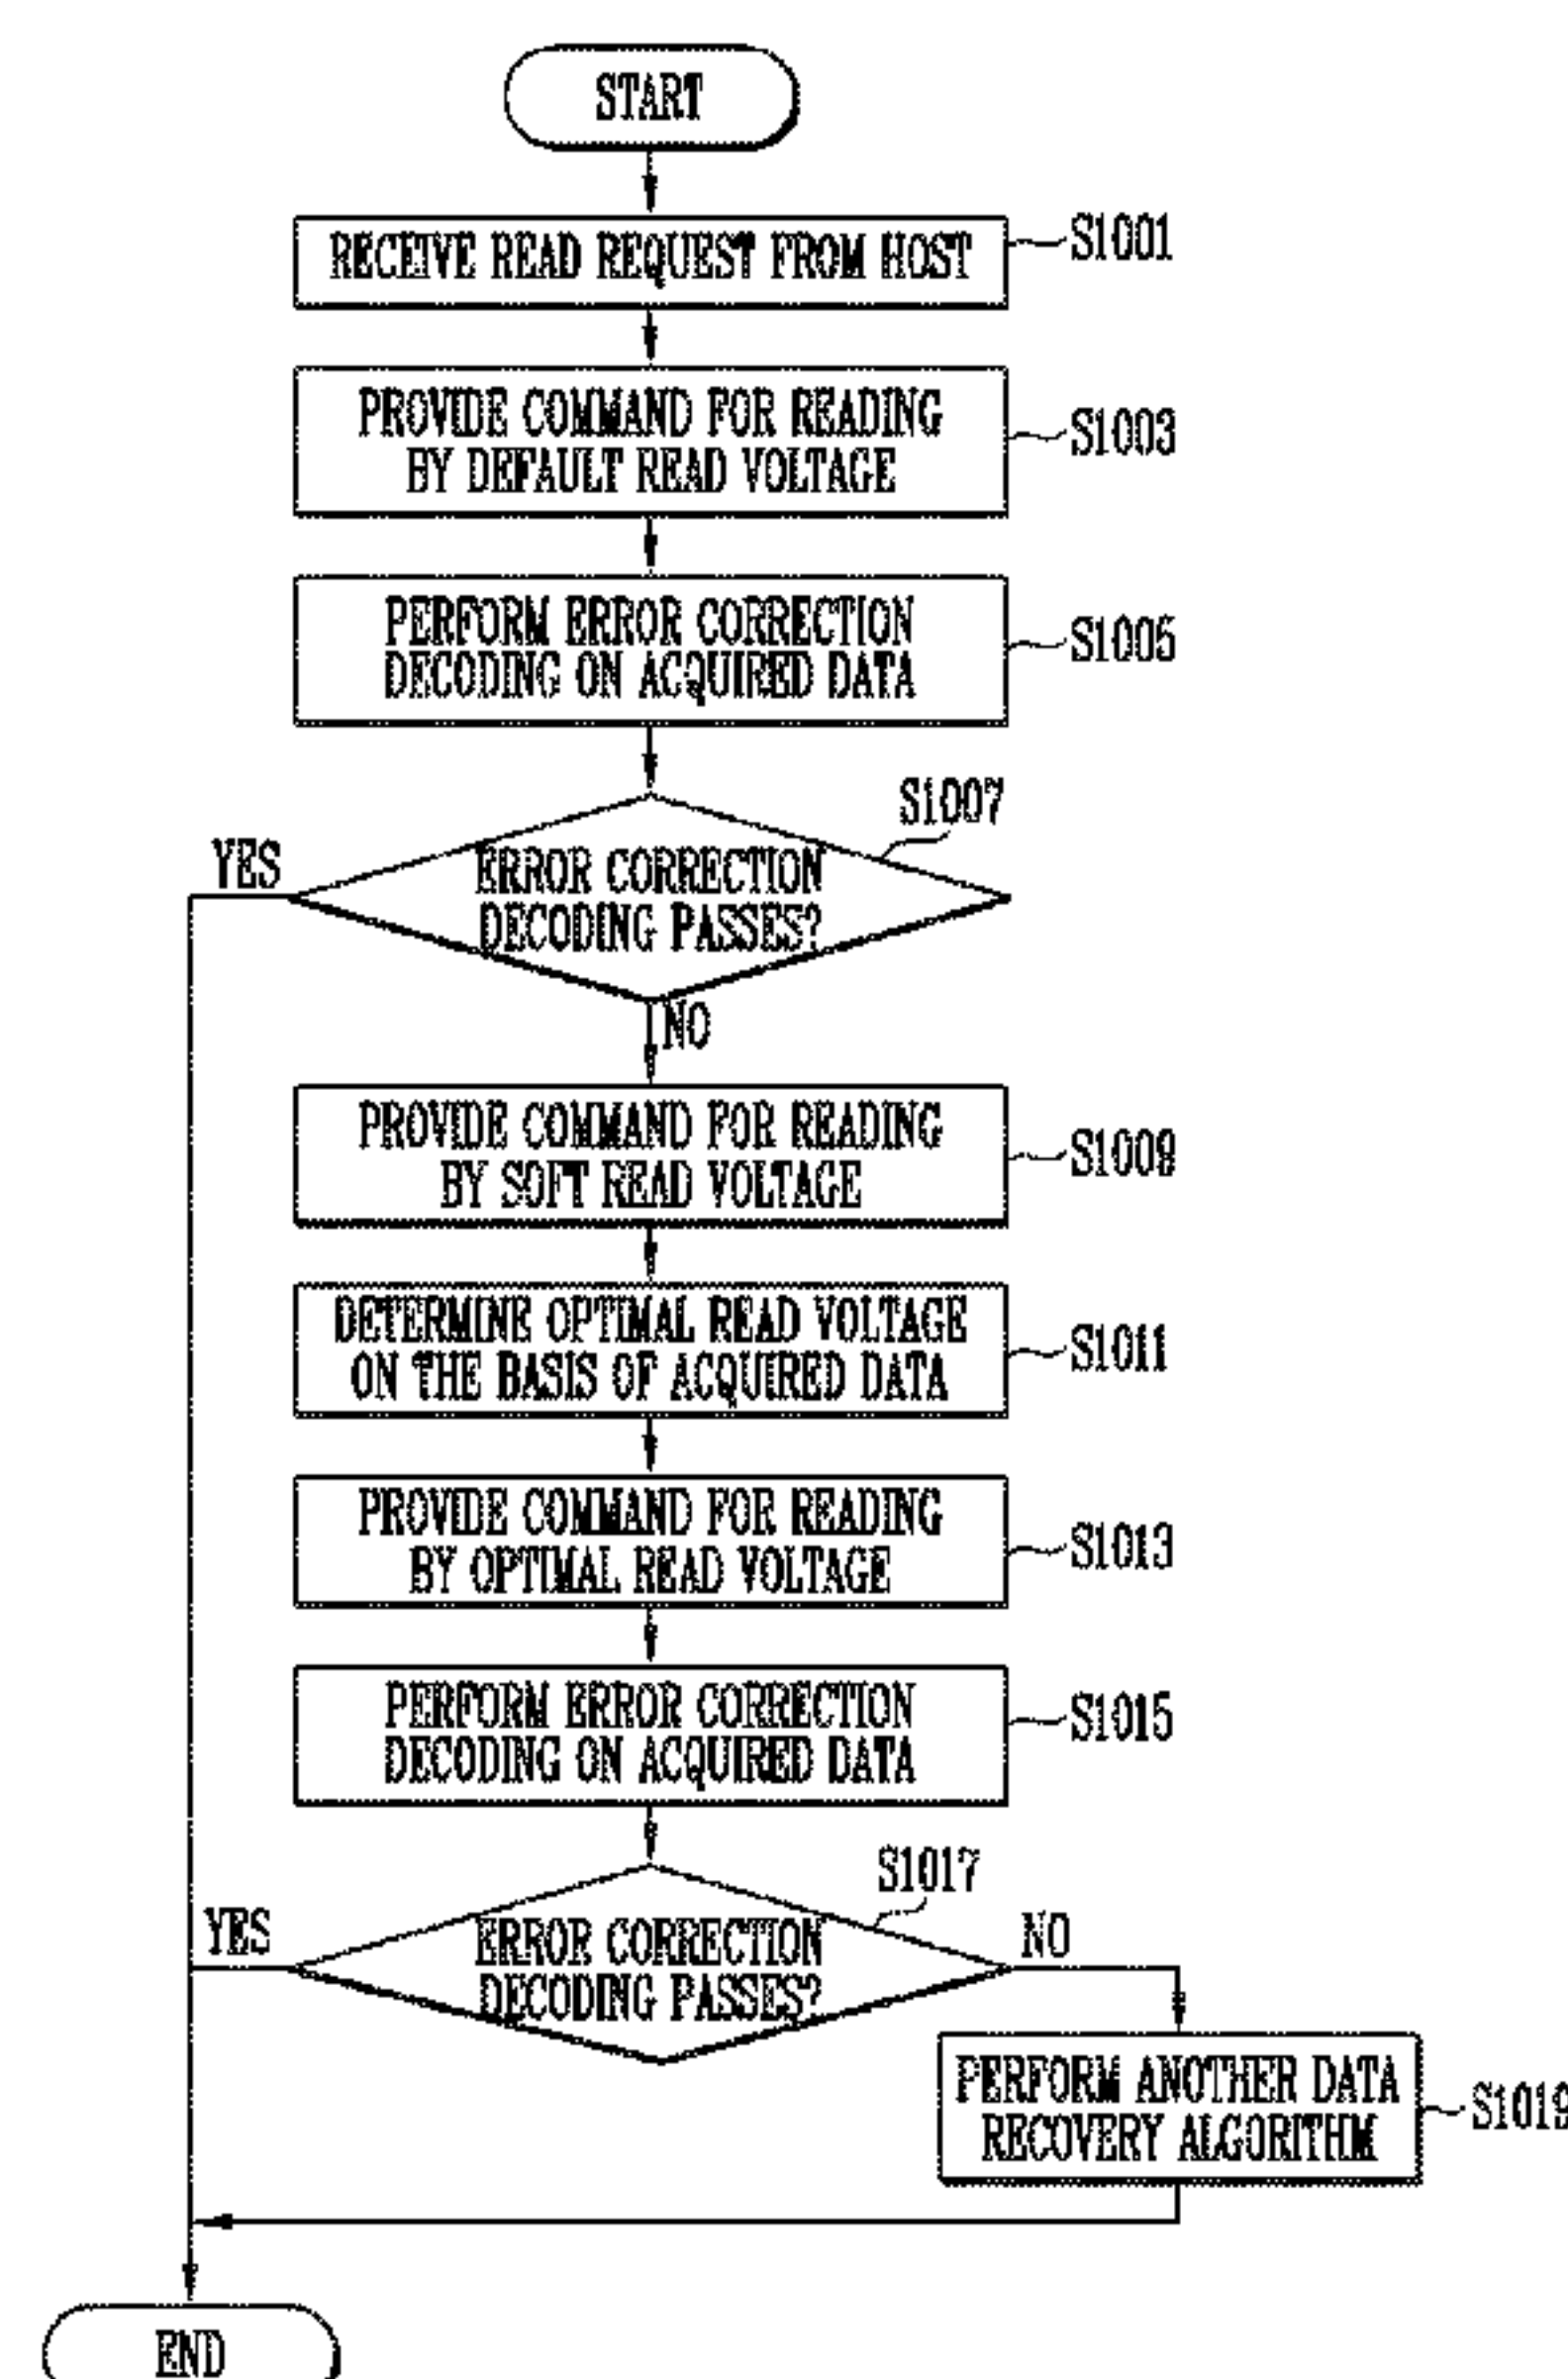 START
RECEIVE READ REQUEST FROM HOST
S1001
PROVIDE COMMAND FOR READING
BY DEFAULT READ VOLTAGE
S1003
PERFORM ERROR CORRECTION
DECODING ON ACQUIRED DATA
S1005
S1007
YES
ERROR CORRECTION
DECODING PASSES?
NO
PROVIDE COMMAND FOR READING
BY SOFT READ VOLTAGE
S1009
DETERMINE OPTIMAL READ VOLTAGE
ON THE BASIS OF ACQUIRED DATA
S1011
PROVIDE COMMAND FOR READING
BY OPTIMAL READ VOLTAGE
S1013
PERFORM ERROR CORRECTION
DECODING ON ACQUIRED DATA
S1015
S1017
YES
ERROR CORRECTION
DECODING PASSES?
NO
PERFORM ANOTHER DATA
RECOVERY ALGORITHM
S1019
END